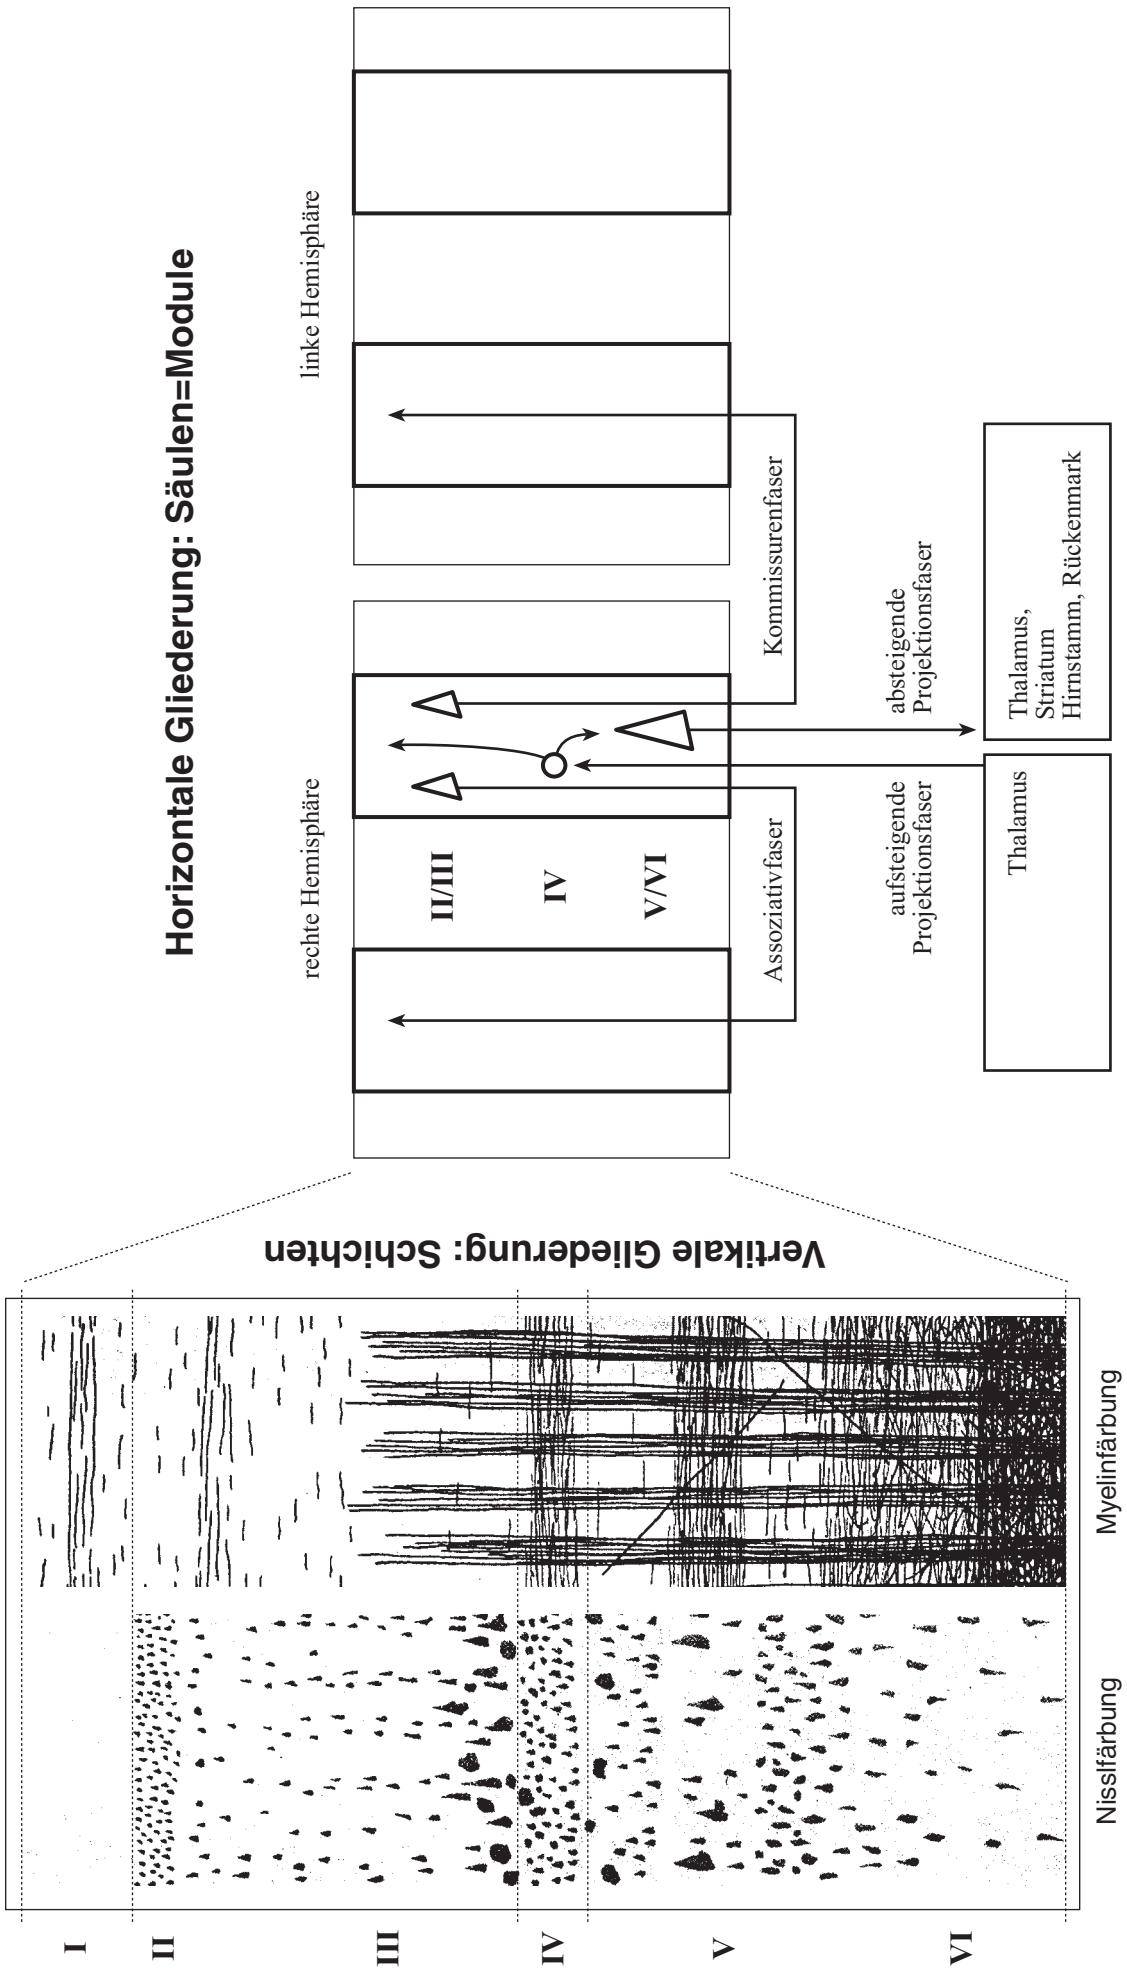 Horizontale Gliederung: Säulen=Module
rechte Hemisphäre
linke Hemisphäre
Vertikale Gliederung: Schichten
I
II
III
IV
V
VI
II/III
IV
V/VI
Assoziativfaser
Kommissurenfaser
aufsteigende
Projektionsfaser
absteigende
Projektionsfaser
Thalamus
Thalamus,
Striatum
Hirnstamm, Rückenmark
Nisslfärbung
Myelinfärbung